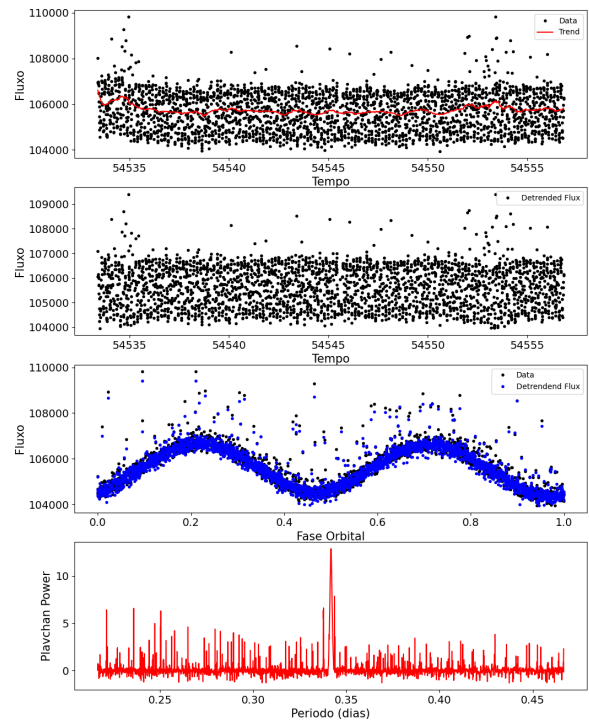 110000
108000
106000
104000
Fluxo
Data
Trend
54535
54540
54545
54550
54555
Tempo
109000
108000
107000
106000
105000
104000
Fluxo
Detrended Flux
54535
54540
54545
54550
54555
Tempo
110000
108000
106000
104000
Fluxo
Data
Detrendend Flux
0.0
0.2
0.4
0.6
0.8
1.0
Fase Orbital
10
5
0
Plavchan Power
0.25
0.30
0.35
0.40
0.45
Periodo (dias)